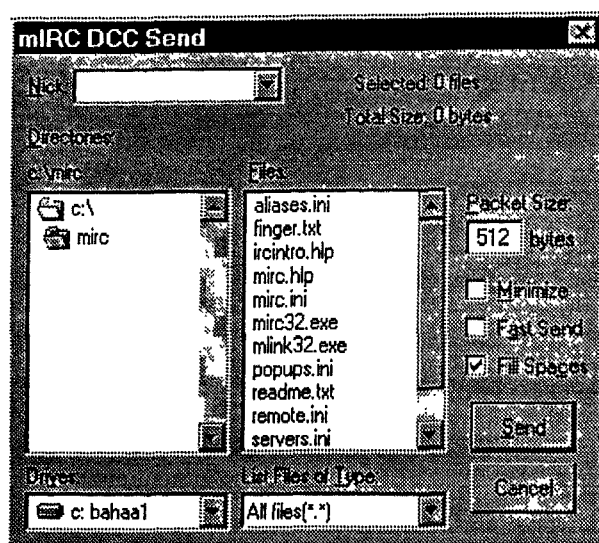 mIRC DCC Send
Nick:
Selected: 0 files
Total Size: 0 bytes
Directories:
c:\mirc
Files:
c:\
mirc
aliases.ini
finger.txt
ircintro.hlp
mirc.hlp
mirc.ini
mirc32.exe
mlink32.exe
popups.ini
readme.txt
remote.ini
servers.ini
Packet Size:
512 bytes
Minimize
Fast Send
Fill Spaces
Send
Cancel
Drives:
c: bahaa1
List Files of Type:
All files(*.*)